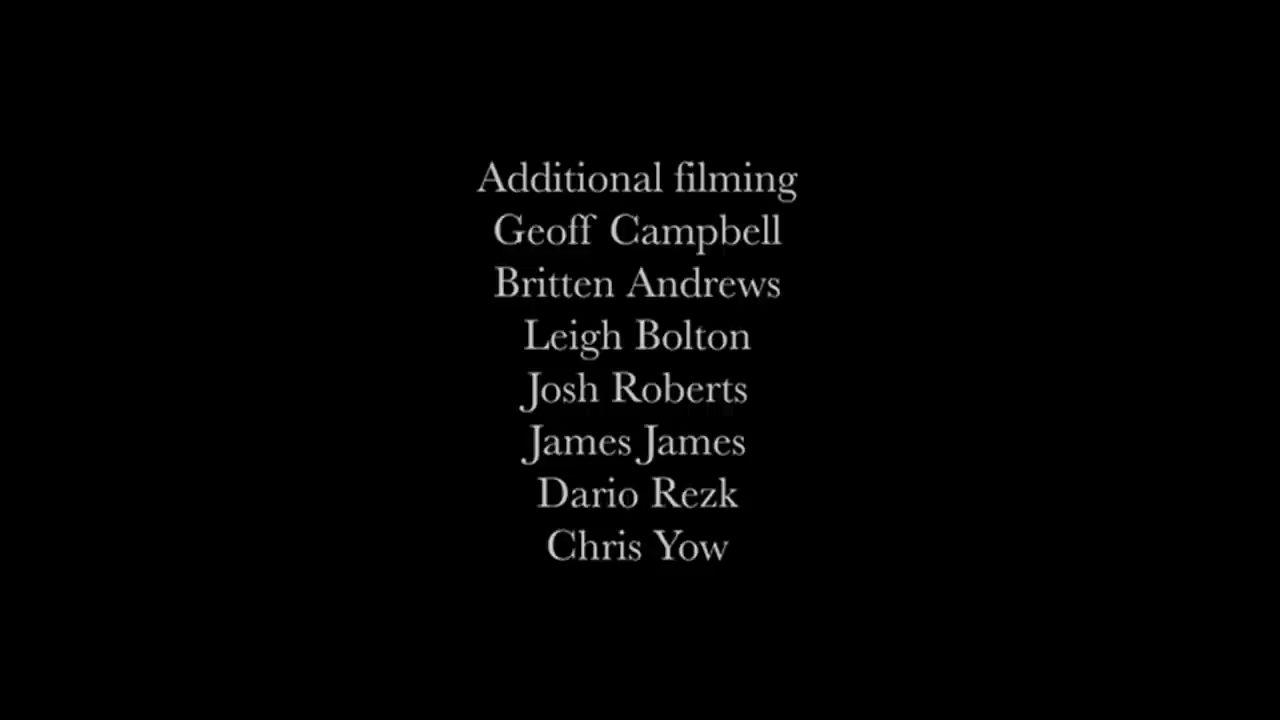 Additional filming
Geoff Campbell
Britten Andrews
Leigh Bolton
Josh Roberts
James James
Dario Rezk
Chris Yow